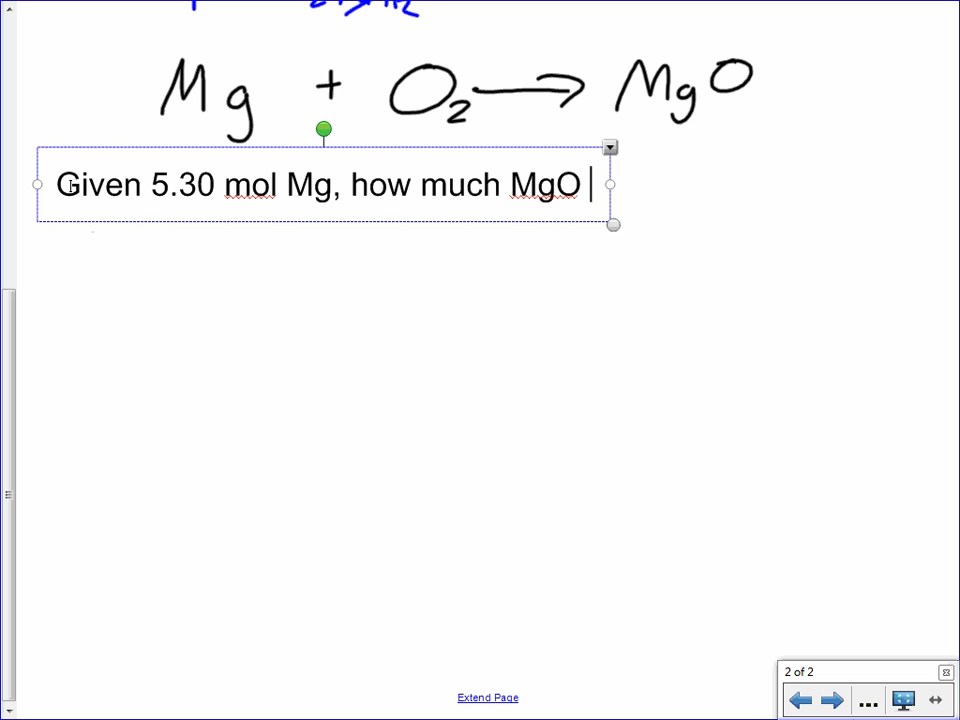 Mg + O₂ → MgO
Given 5.30 mol Mg, how much MgO
Extend Page
2 of 2
...